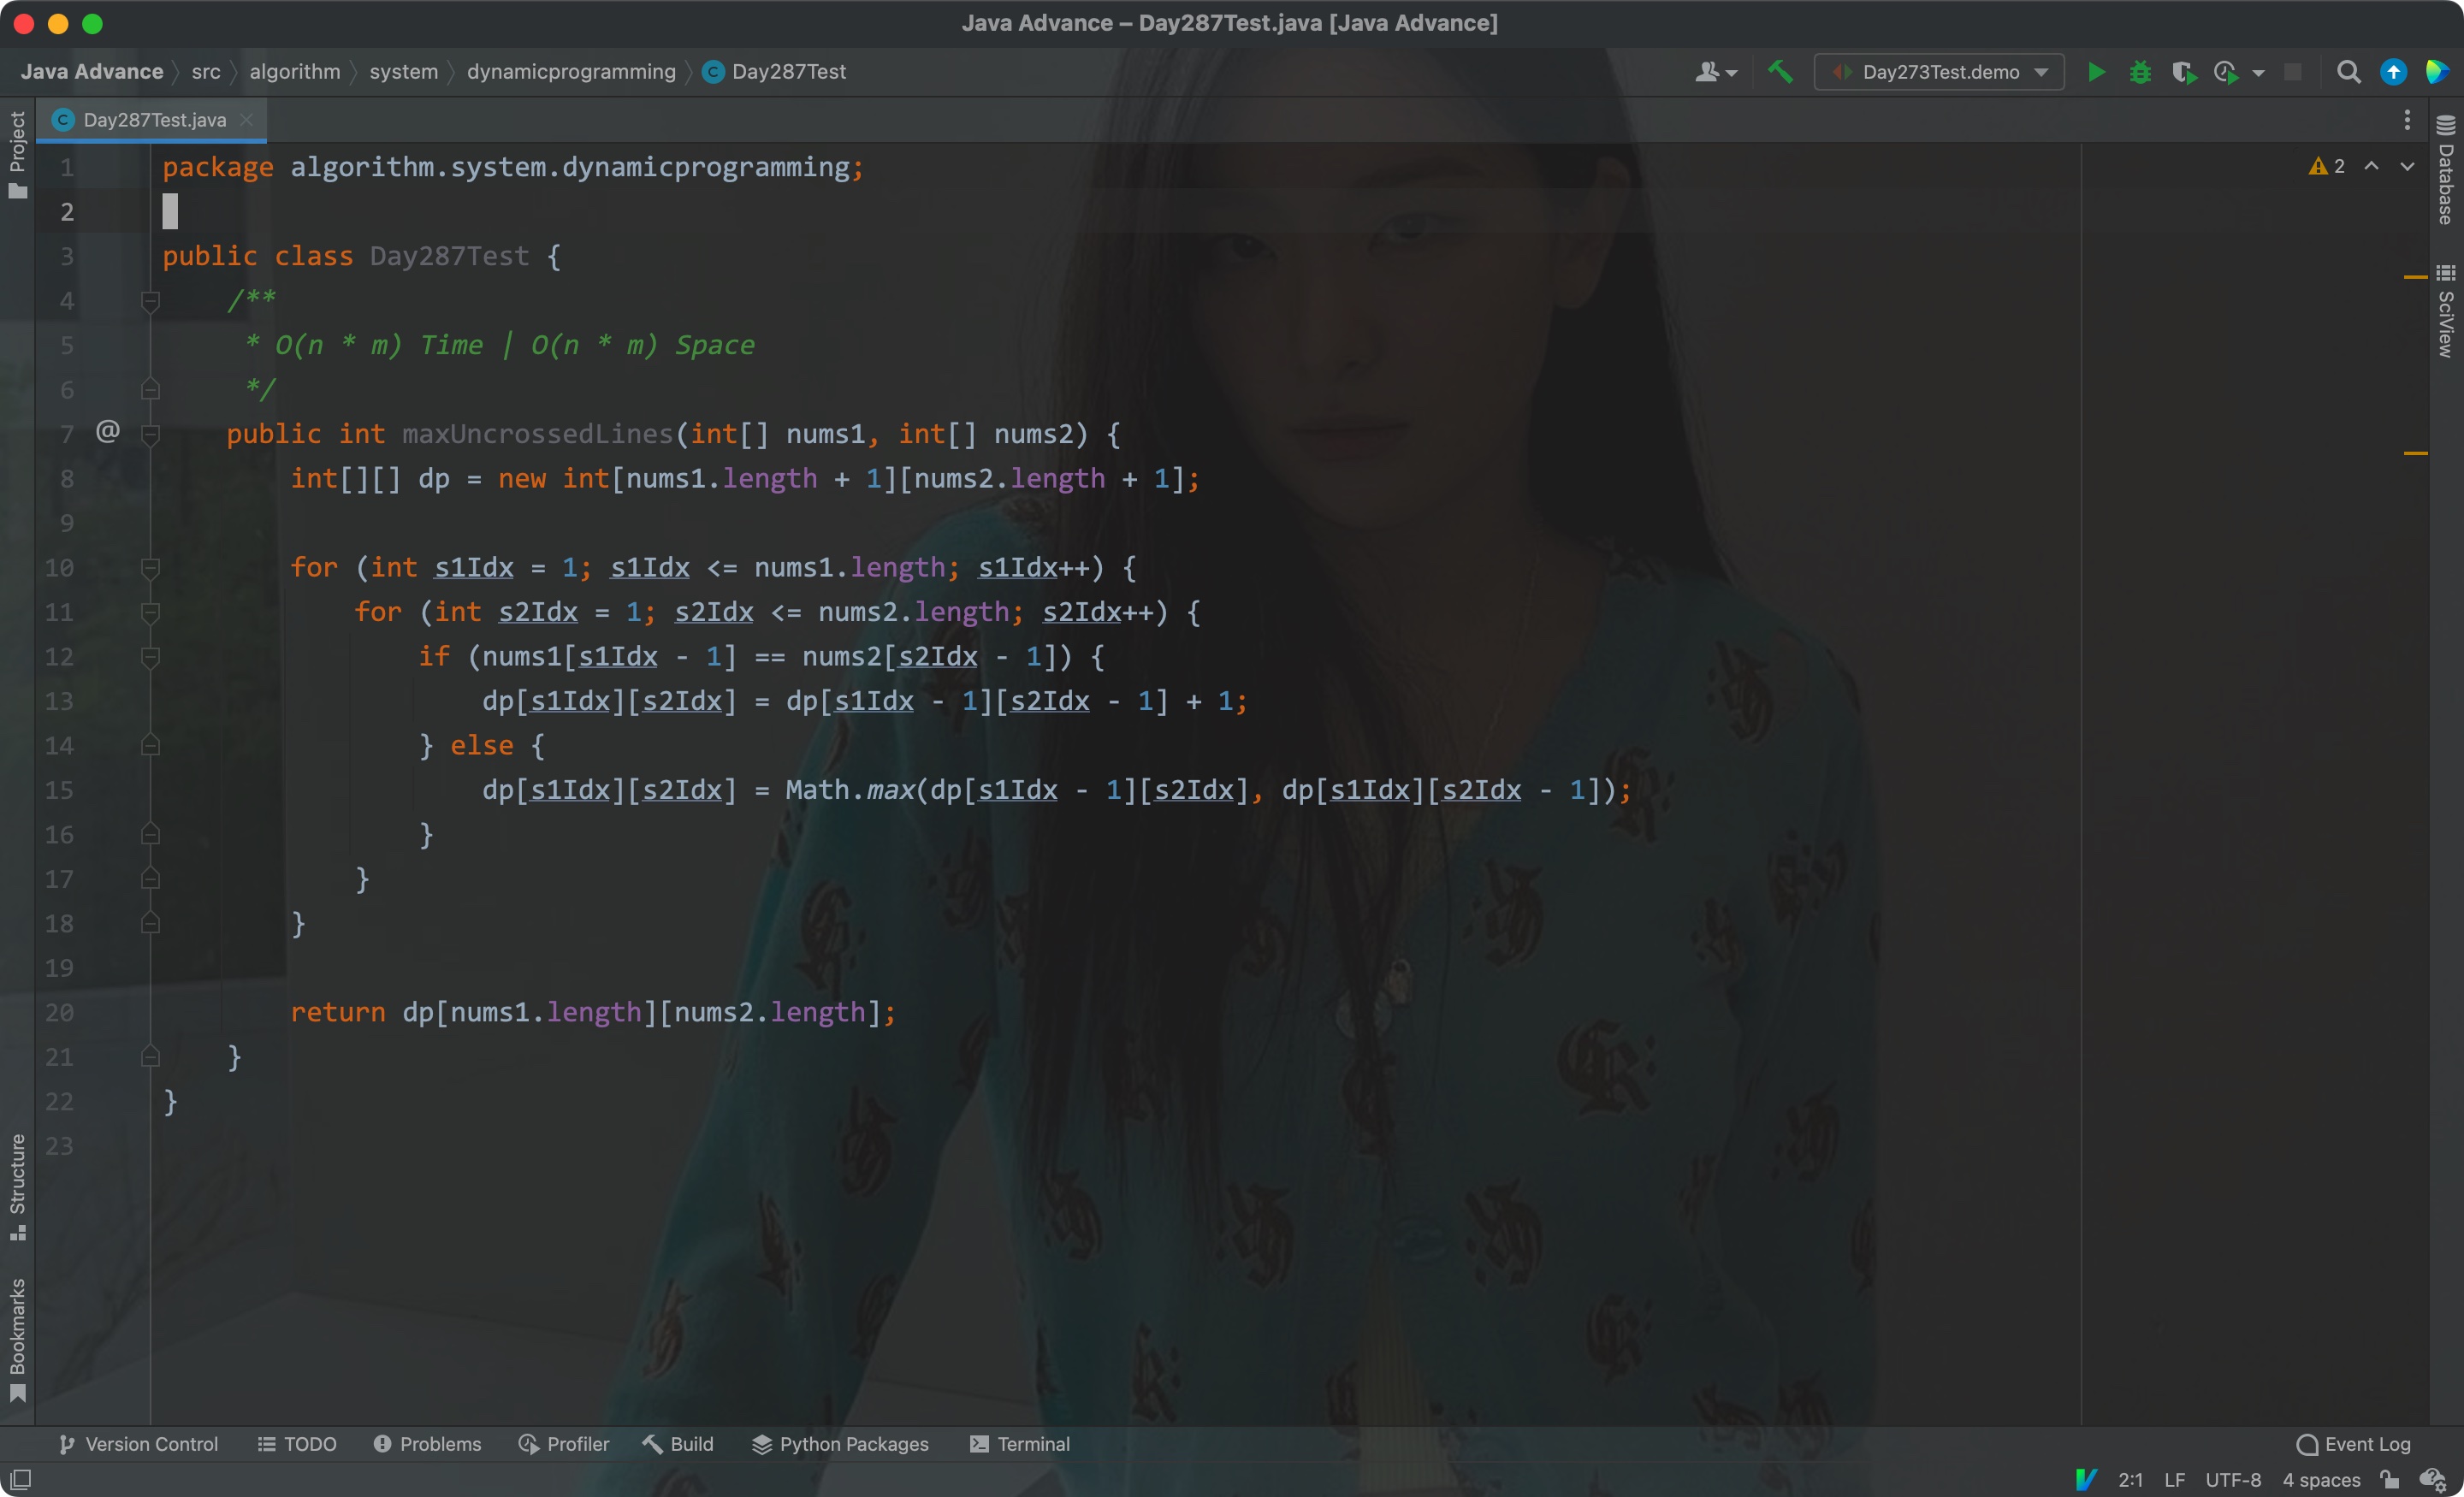 Java Advance – Day287Test.java [Java Advance]
Java Advance src algorithm system dynamicprogramming Day287Test
Day273Test.demo
Project
Day287Test.java
Database
SciView
2
1 package algorithm.system.dynamicprogramming;
2
3 public class Day287Test {
4 /**
5 * O(n * m) Time | O(n * m) Space
6 */
7 @ public int maxUncrossedLines(int[] nums1, int[] nums2) {
8 int[][] dp = new int[nums1.length + 1][nums2.length + 1];
9
10 for (int s1Idx = 1; s1Idx <= nums1.length; s1Idx++) {
11 for (int s2Idx = 1; s2Idx <= nums2.length; s2Idx++) {
12 if (nums1[s1Idx - 1] == nums2[s2Idx - 1]) {
13 dp[s1Idx][s2Idx] = dp[s1Idx - 1][s2Idx - 1] + 1;
14 } else {
15 dp[s1Idx][s2Idx] = Math.max(dp[s1Idx - 1][s2Idx], dp[s1Idx][s2Idx - 1]);
16 }
17 }
18 }
19
20 return dp[nums1.length][nums2.length];
21 }
22 }
23
Structure
Bookmarks
Version Control TODO Problems Profiler Build Python Packages Terminal Event Log
2:1 LF UTF-8 4 spaces